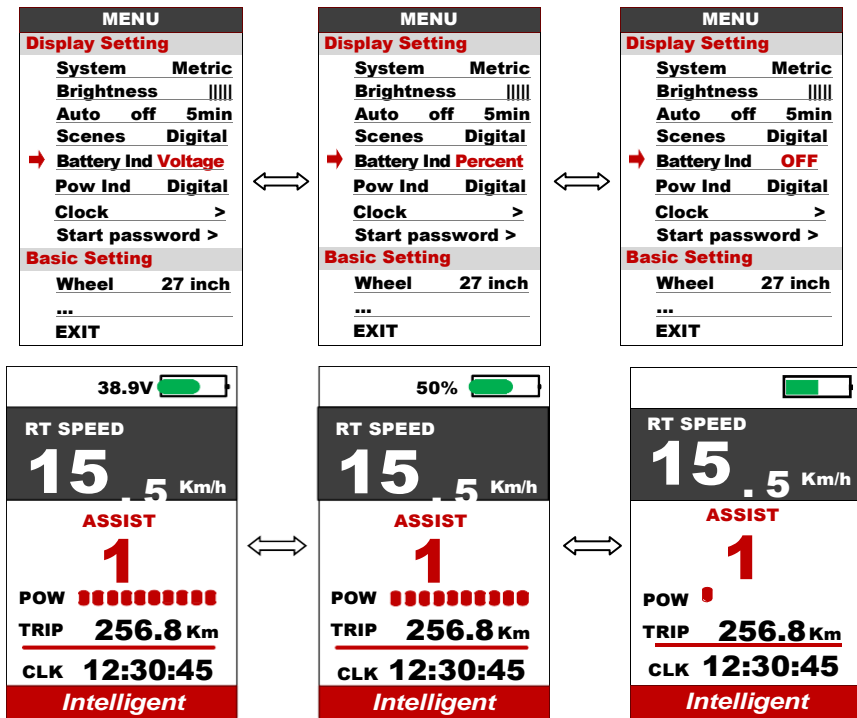 MENU
Display Setting
System Metric
Brightness |||||
Auto off 5min
Scenes Digital
Battery Ind Voltage
Pow Ind Digital
Clock >
Start password >
Basic Setting
Wheel 27 inch
...
EXIT
MENU
Display Setting
System Metric
Brightness |||||
Auto off 5min
Scenes Digital
Battery Ind Percent
Pow Ind Digital
Clock >
Start password >
Basic Setting
Wheel 27 inch
...
EXIT
MENU
Display Setting
System Metric
Brightness |||||
Auto off 5min
Scenes Digital
Battery Ind OFF
Pow Ind Digital
Clock >
Start password >
Basic Setting
Wheel 27 inch
...
EXIT
38.9V
RT SPEED
15.5 Km/h
ASSIST
1
POW
TRIP 256.8 Km
CLK 12:30:45
Intelligent
50%
RT SPEED
15.5 Km/h
ASSIST
1
POW
TRIP 256.8 Km
CLK 12:30:45
Intelligent
RT SPEED
15.5 Km/h
ASSIST
1
POW
TRIP 256.8 Km
CLK 12:30:45
Intelligent